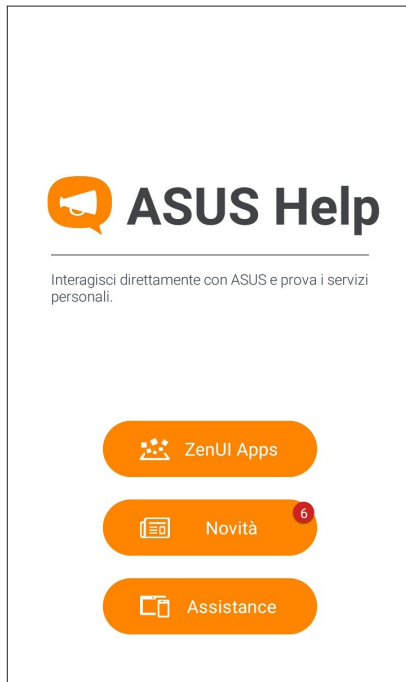 ASUS Help
Interagisci direttamente con ASUS e prova i servizi
personali.
ZenUI Apps
6
Novità
Assistance